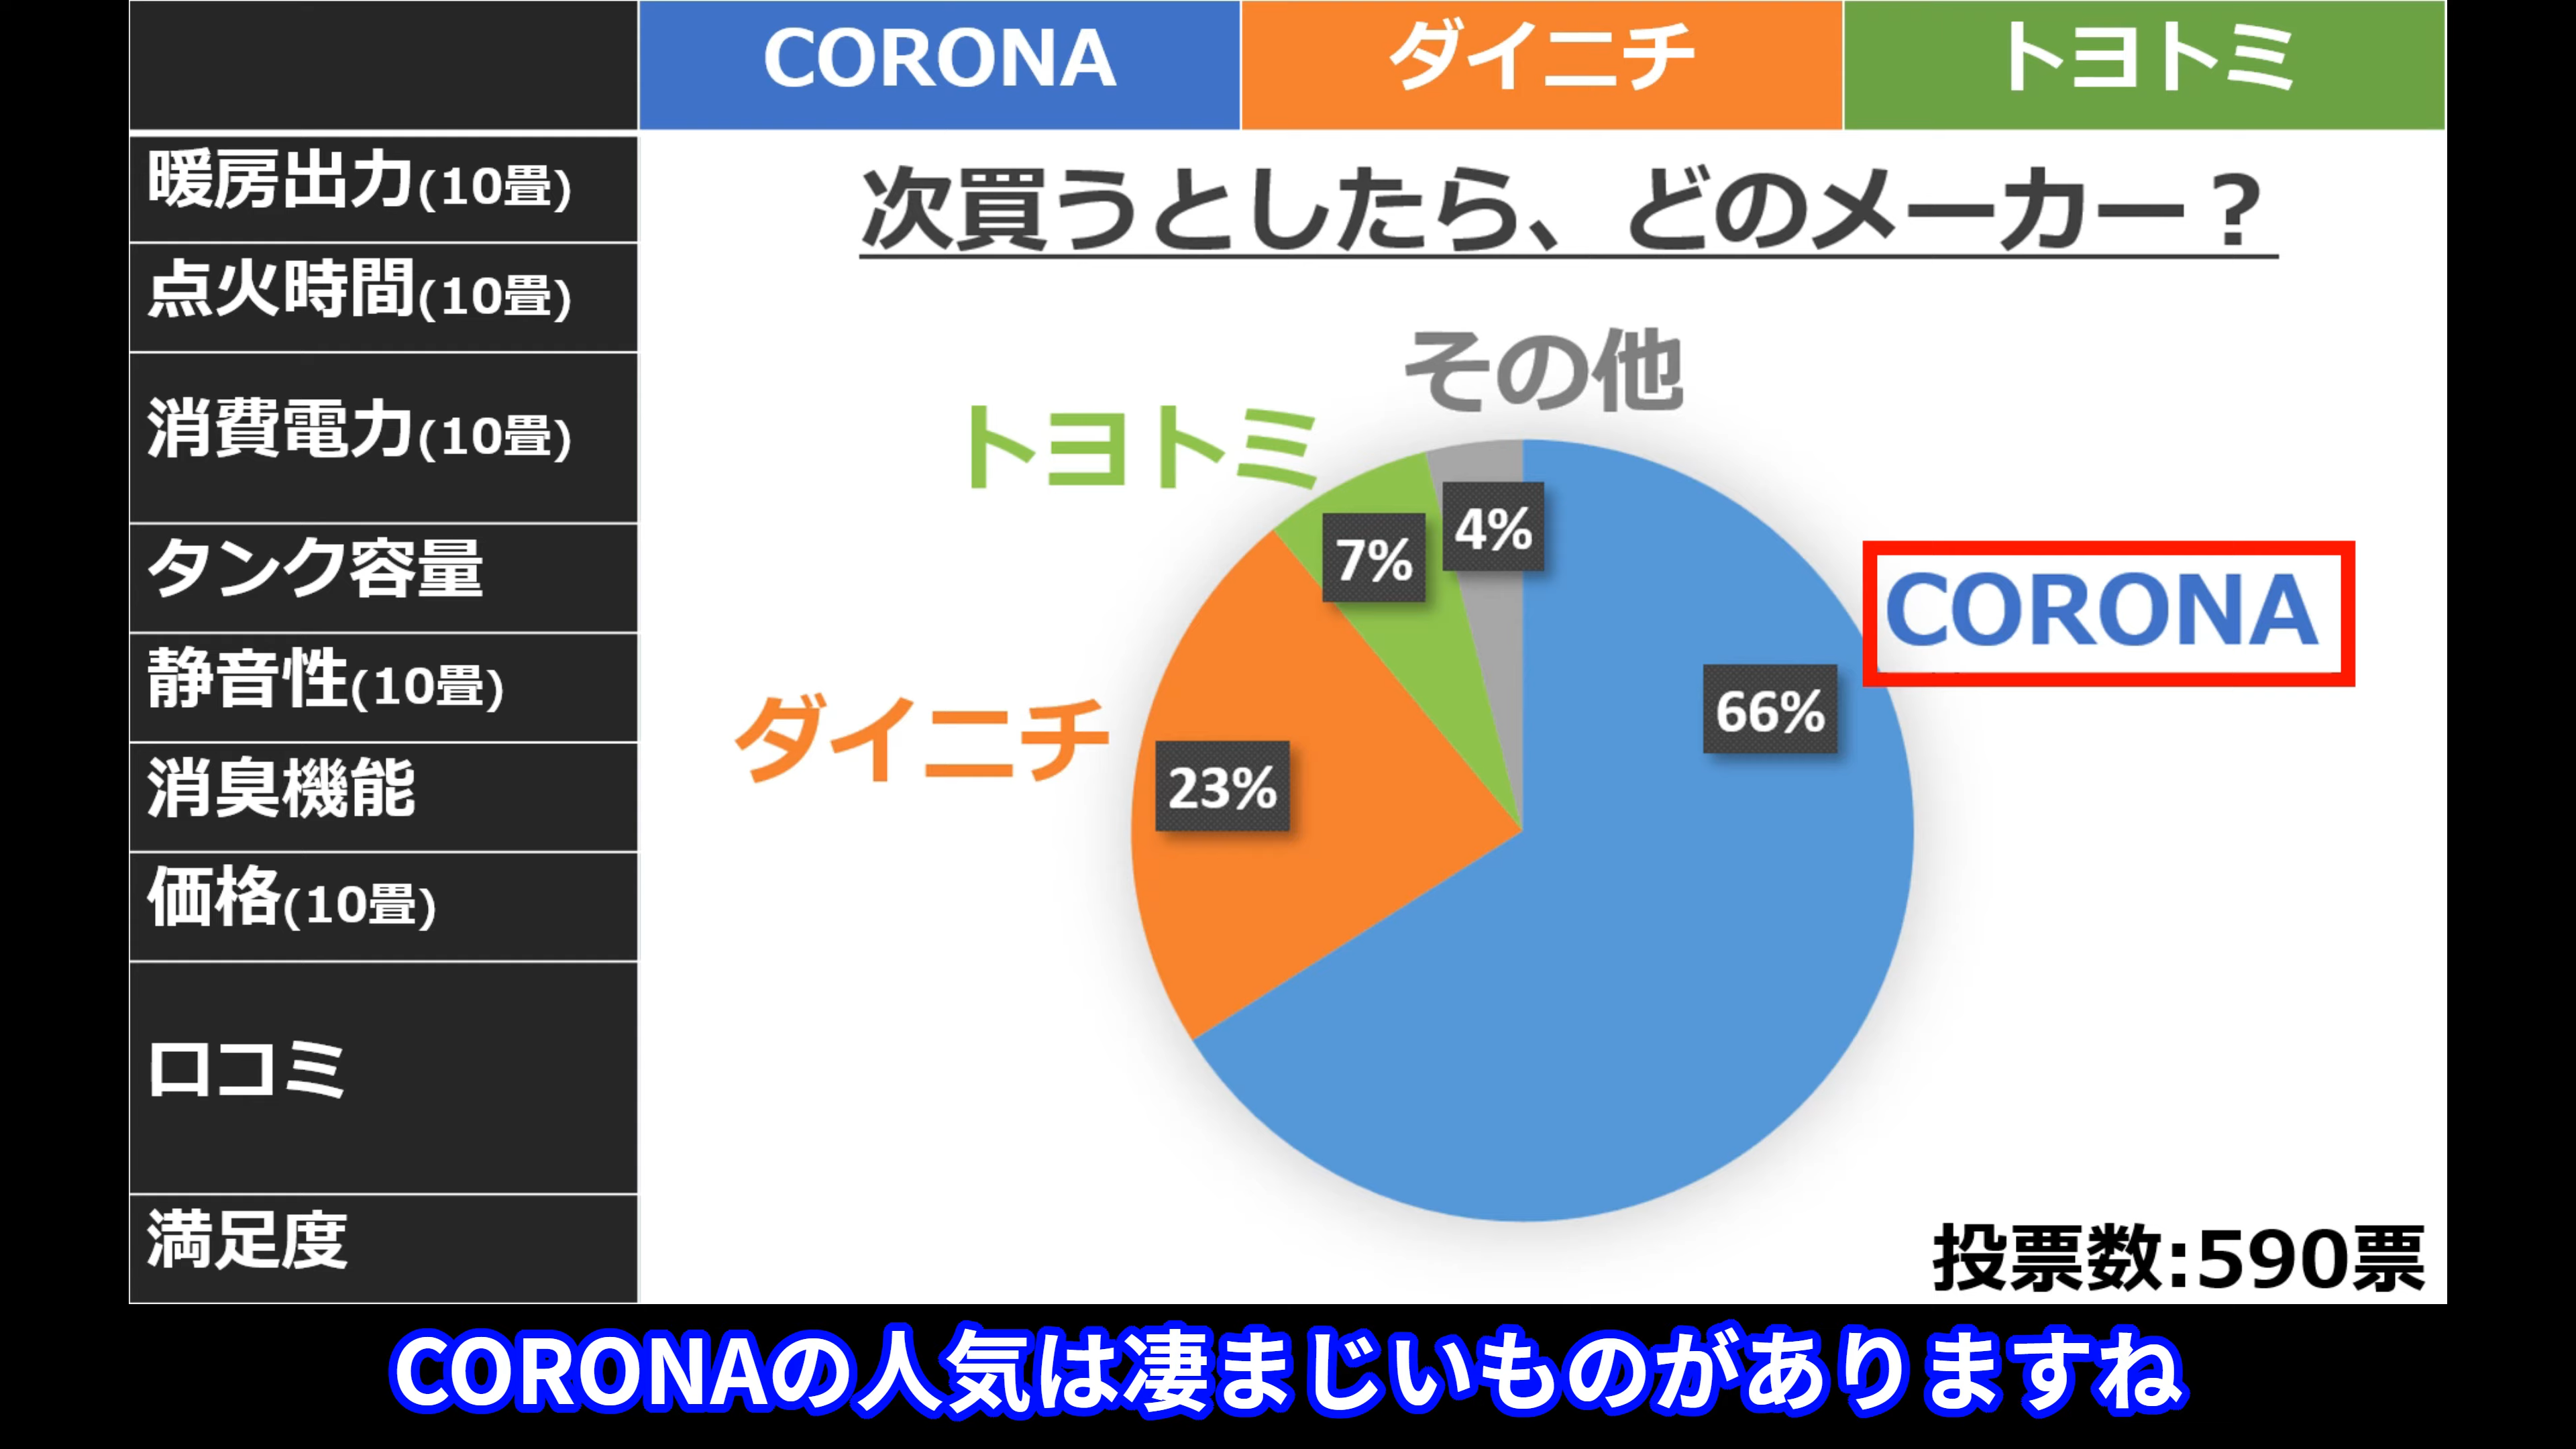 CORONA
ダイニチ
トヨトミ
暖房出力(10畳)
点火時間(10畳)
消費電力(10畳)
タンク容量
静音性(10畳)
消臭機能
価格(10畳)
口コミ
満足度
次買うとしたら、どのメーカー？
その他
トヨトミ
4%
7%
CORONA
66%
ダイニチ
23%
投票数:590票
CORONAの人気は凄まじいものがありますね